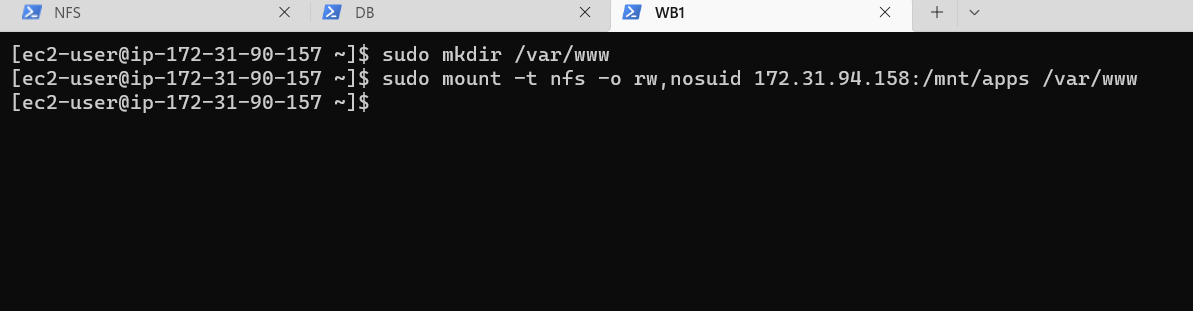 NFS DB WB1
[ec2-user@ip-172-31-90-157 ~]$ sudo mkdir /var/www
[ec2-user@ip-172-31-90-157 ~]$ sudo mount -t nfs -o rw,nosuid 172.31.94.158:/mnt/apps /var/www
[ec2-user@ip-172-31-90-157 ~]$